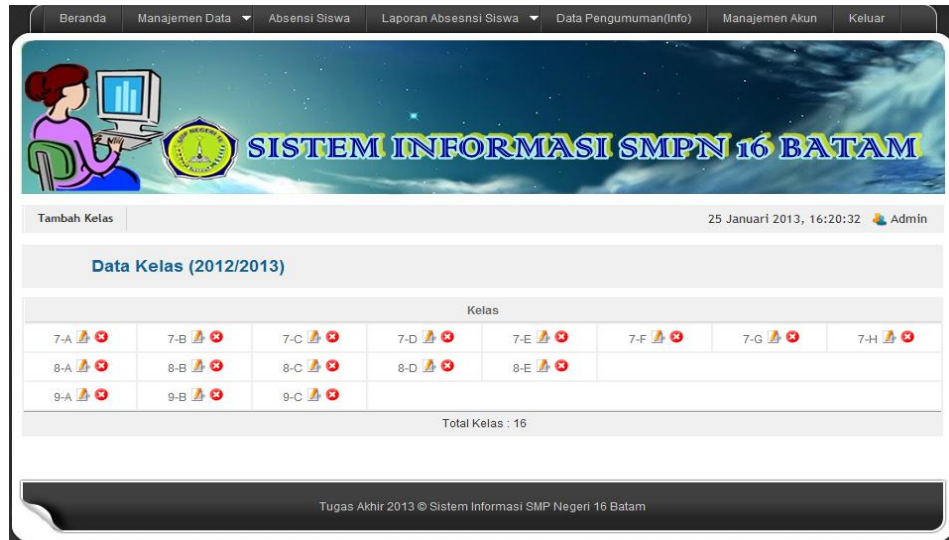 Beranda Manajemen Data Absensi Siswa Laporan Absesnsi Siswa Data Pengumuman(Info) Manajemen Akun Keluar
SMP NEGERI 16
SISTEM INFORMASI SMPN 16 BATAM
Tambah Kelas 25 Januari 2013, 16:20:32 Admin
Data Kelas (2012/2013)
Kelas
7-A 7-B 7-C 7-D 7-E 7-F 7-G 7-H
8-A 8-B 8-C 8-D 8-E
9-A 9-B 9-C
Total Kelas : 16
Tugas Akhir 2013 © Sistem Informasi SMP Negeri 16 Batam